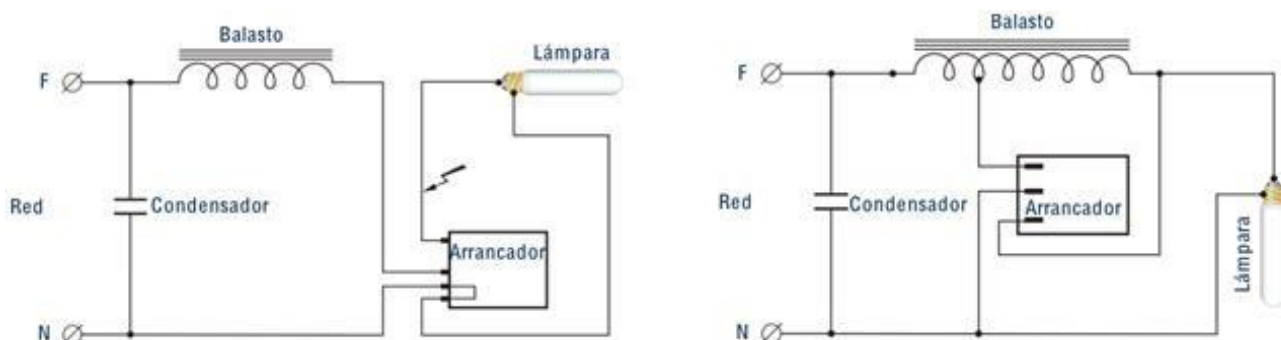 Balasto
Lámpara
F
Red
Condensador
Arrancador
N
Balasto
F
Red
Condensador
Arrancador
Lámpara
N